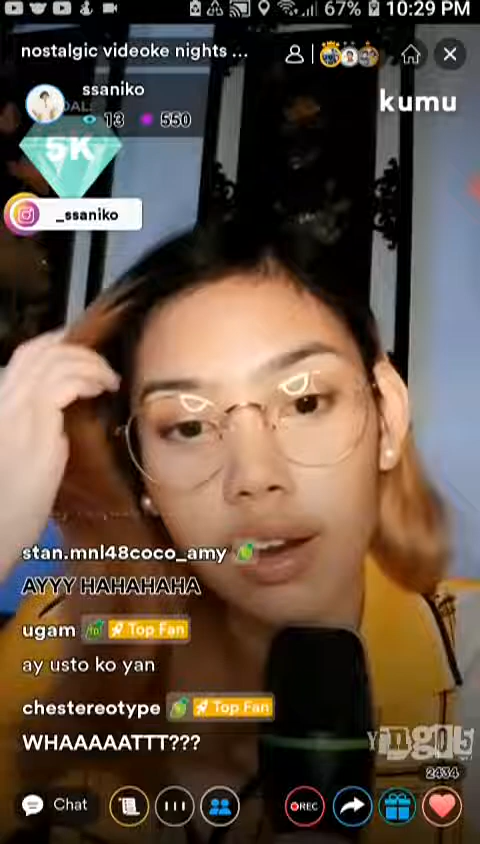 67% 10:29 PM
nostalgic videoke nights ...
ssaniko
13 550
kumu
5K
_ssaniko
stan.mnl48coco_amy
AYYY HAHAHAHA
ugam Top Fan
ay usto ko yan
chestereotype Top Fan
WHAAAAATTT???
Yngo5
2434
Chat
REC